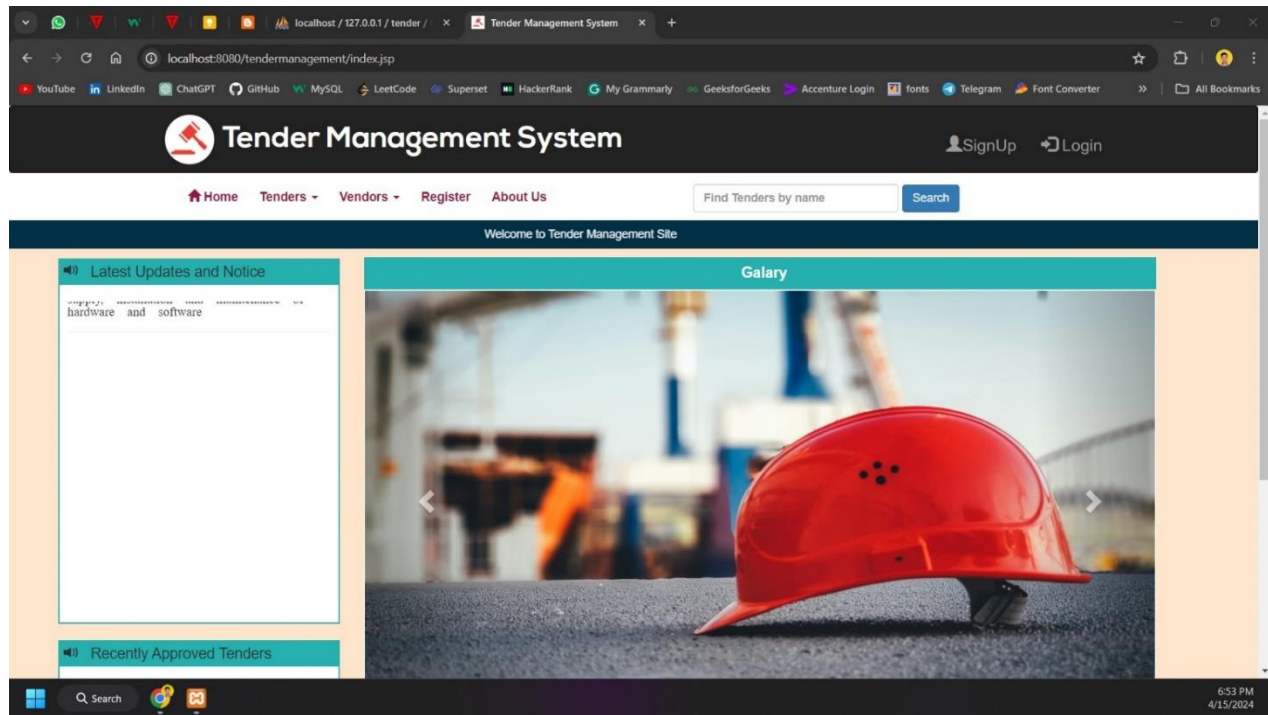 localhost / 127.0.0.1 / tender /
Tender Management System
localhost:8080/tendermanagement/index.jsp
YouTube LinkedIn ChatGPT GitHub MySQL LeetCode Superset HackerRank My Grammarly GeeksforGeeks Accenture Login fonts Telegram Font Converter » All Bookmarks
Tender Management System
SignUp Login
Home Tenders Vendors Register About Us
Find Tenders by name Search
Welcome to Tender Management Site
Latest Updates and Notice
hardware and software
Galary
Recently Approved Tenders
Search
6:53 PM
4/15/2024